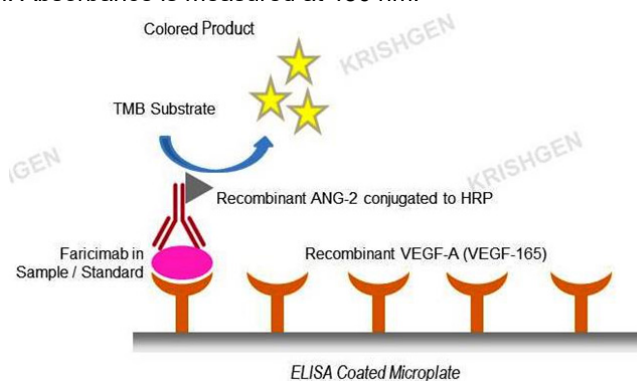 Colored Product
KRISHGEN
TMB Substrate
GEN
KRISHGEN
Recombinant ANG-2 conjugated to HRP
Faricimab in
Sample / Standard
Recombinant VEGF-A (VEGF-165)
ELISA Coated Microplate